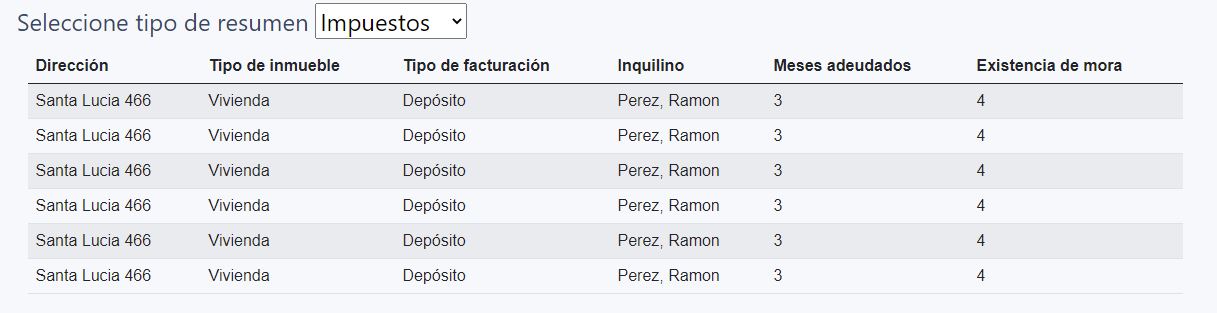 Seleccione tipo de resumen Impuestos
Dirección Tipo de inmueble Tipo de facturación Inquilino Meses adeudados Existencia de mora
Santa Lucia 466 Vivienda Depósito Perez, Ramon 3 4
Santa Lucia 466 Vivienda Depósito Perez, Ramon 3 4
Santa Lucia 466 Vivienda Depósito Perez, Ramon 3 4
Santa Lucia 466 Vivienda Depósito Perez, Ramon 3 4
Santa Lucia 466 Vivienda Depósito Perez, Ramon 3 4
Santa Lucia 466 Vivienda Depósito Perez, Ramon 3 4